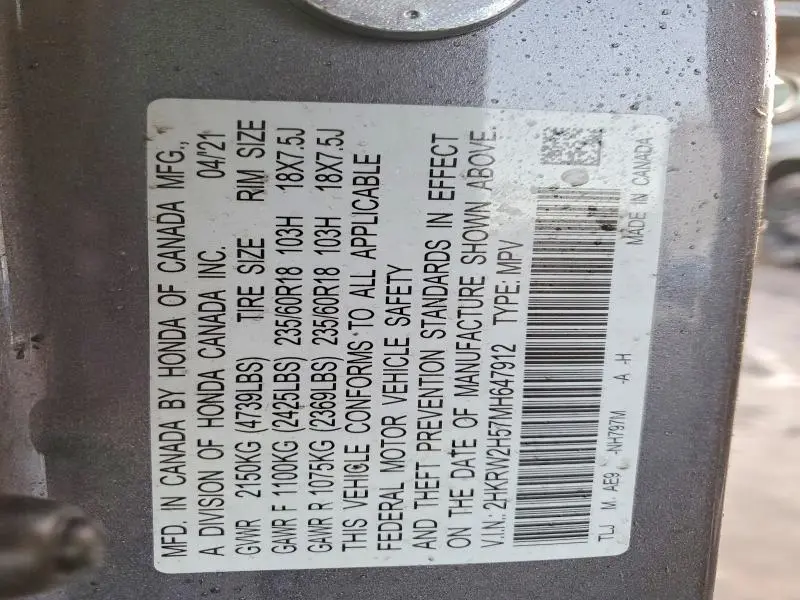 MFD. IN CANADA BY HONDA OF CANADA MFG.,
A DIVISION OF HONDA CANADA INC. 04/21
GVWR 2150KG (4739LBS) TIRE SIZE RIM SIZE
GAWR F 1100KG (2425LBS) 235/60R18 103H 18X7.5J
GAWR R 1075KG (2369LBS) 235/60R18 103H 18X7.5J
THIS VEHICLE CONFORMS TO ALL APPLICABLE
FEDERAL MOTOR VEHICLE SAFETY
AND THEFT PREVENTION STANDARDS IN EFFECT
ON THE DATE OF MANUFACTURE SHOWN ABOVE.
V.I.N.: 2HKRW2H57MH647912 TYPE: MPV
TLJ M AE9 -NH797M -A -H MADE IN CANADA